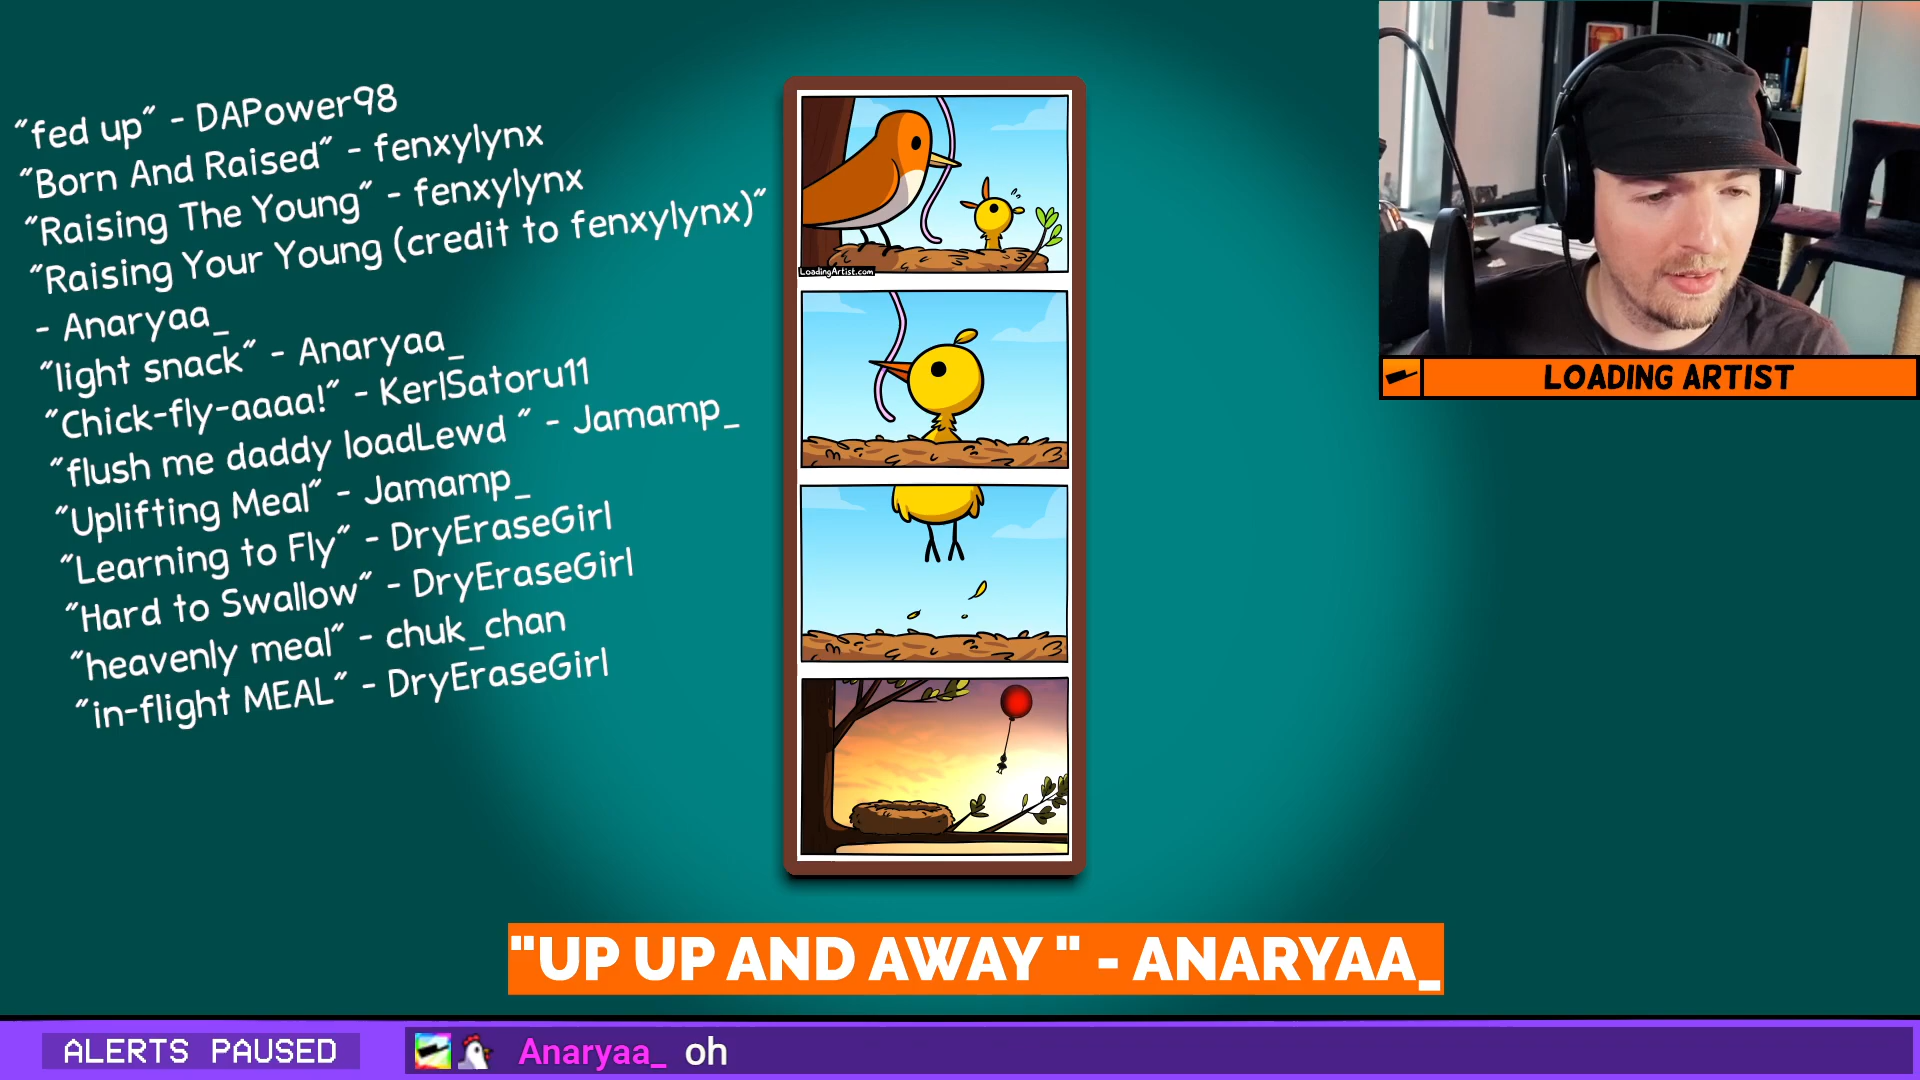 "fed up" - DAPower98
"Born And Raised" - fenxylynx
"Raising The Young" - fenxylynx
"Raising Your Young (credit to fenxylynx)"
- Anaryaa_
"light snack" - Anaryaa_
"Chick-fly-aaaa!" - KerlSatoru11
"flush me daddy loadLewd " - Jamamp_
"Uplifting Meal" - Jamamp_
"Learning to Fly" - DryEraseGirl
"Hard to Swallow" - DryEraseGirl
"heavenly meal" - chuk_chan
"in-flight MEAL" - DryEraseGirl
LoadingArtist.com
LOADING ARTIST
"UP UP AND AWAY " - ANARYAA_
ALERTS PAUSED
Anaryaa_ oh